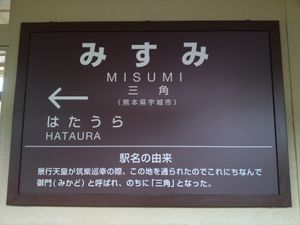 みすみ
MISUMI
三角
(熊本県宇城市)
←
はたうら
HATAURA
駅名の由来
景行天皇が筑紫巡幸の際、この地を通られたのでこれにちなんで
御門(みかど)と呼ばれ、のちに「三角」となった。